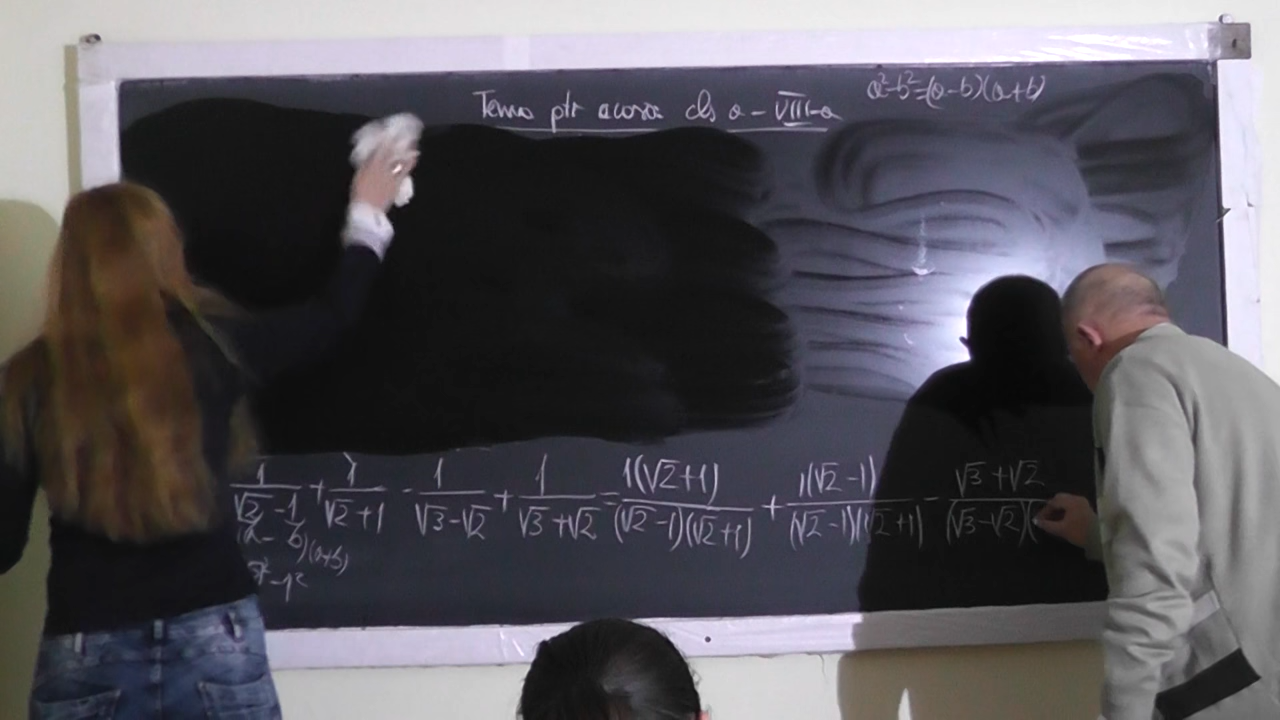 Tema ptr acasa cls a - VIII-a
a²-b²=(a-b)(a+b)
1/(√2-1) + 1/(√2+1) - 1/(√3-√2) + 1/(√3+√2) = 1(√2+1)/((√2-1)(√2+1)) + 1(√2-1)/((√2-1)(√2+1)) - (√3+√2)/((√3-√2)(
(a-b)(a+b)